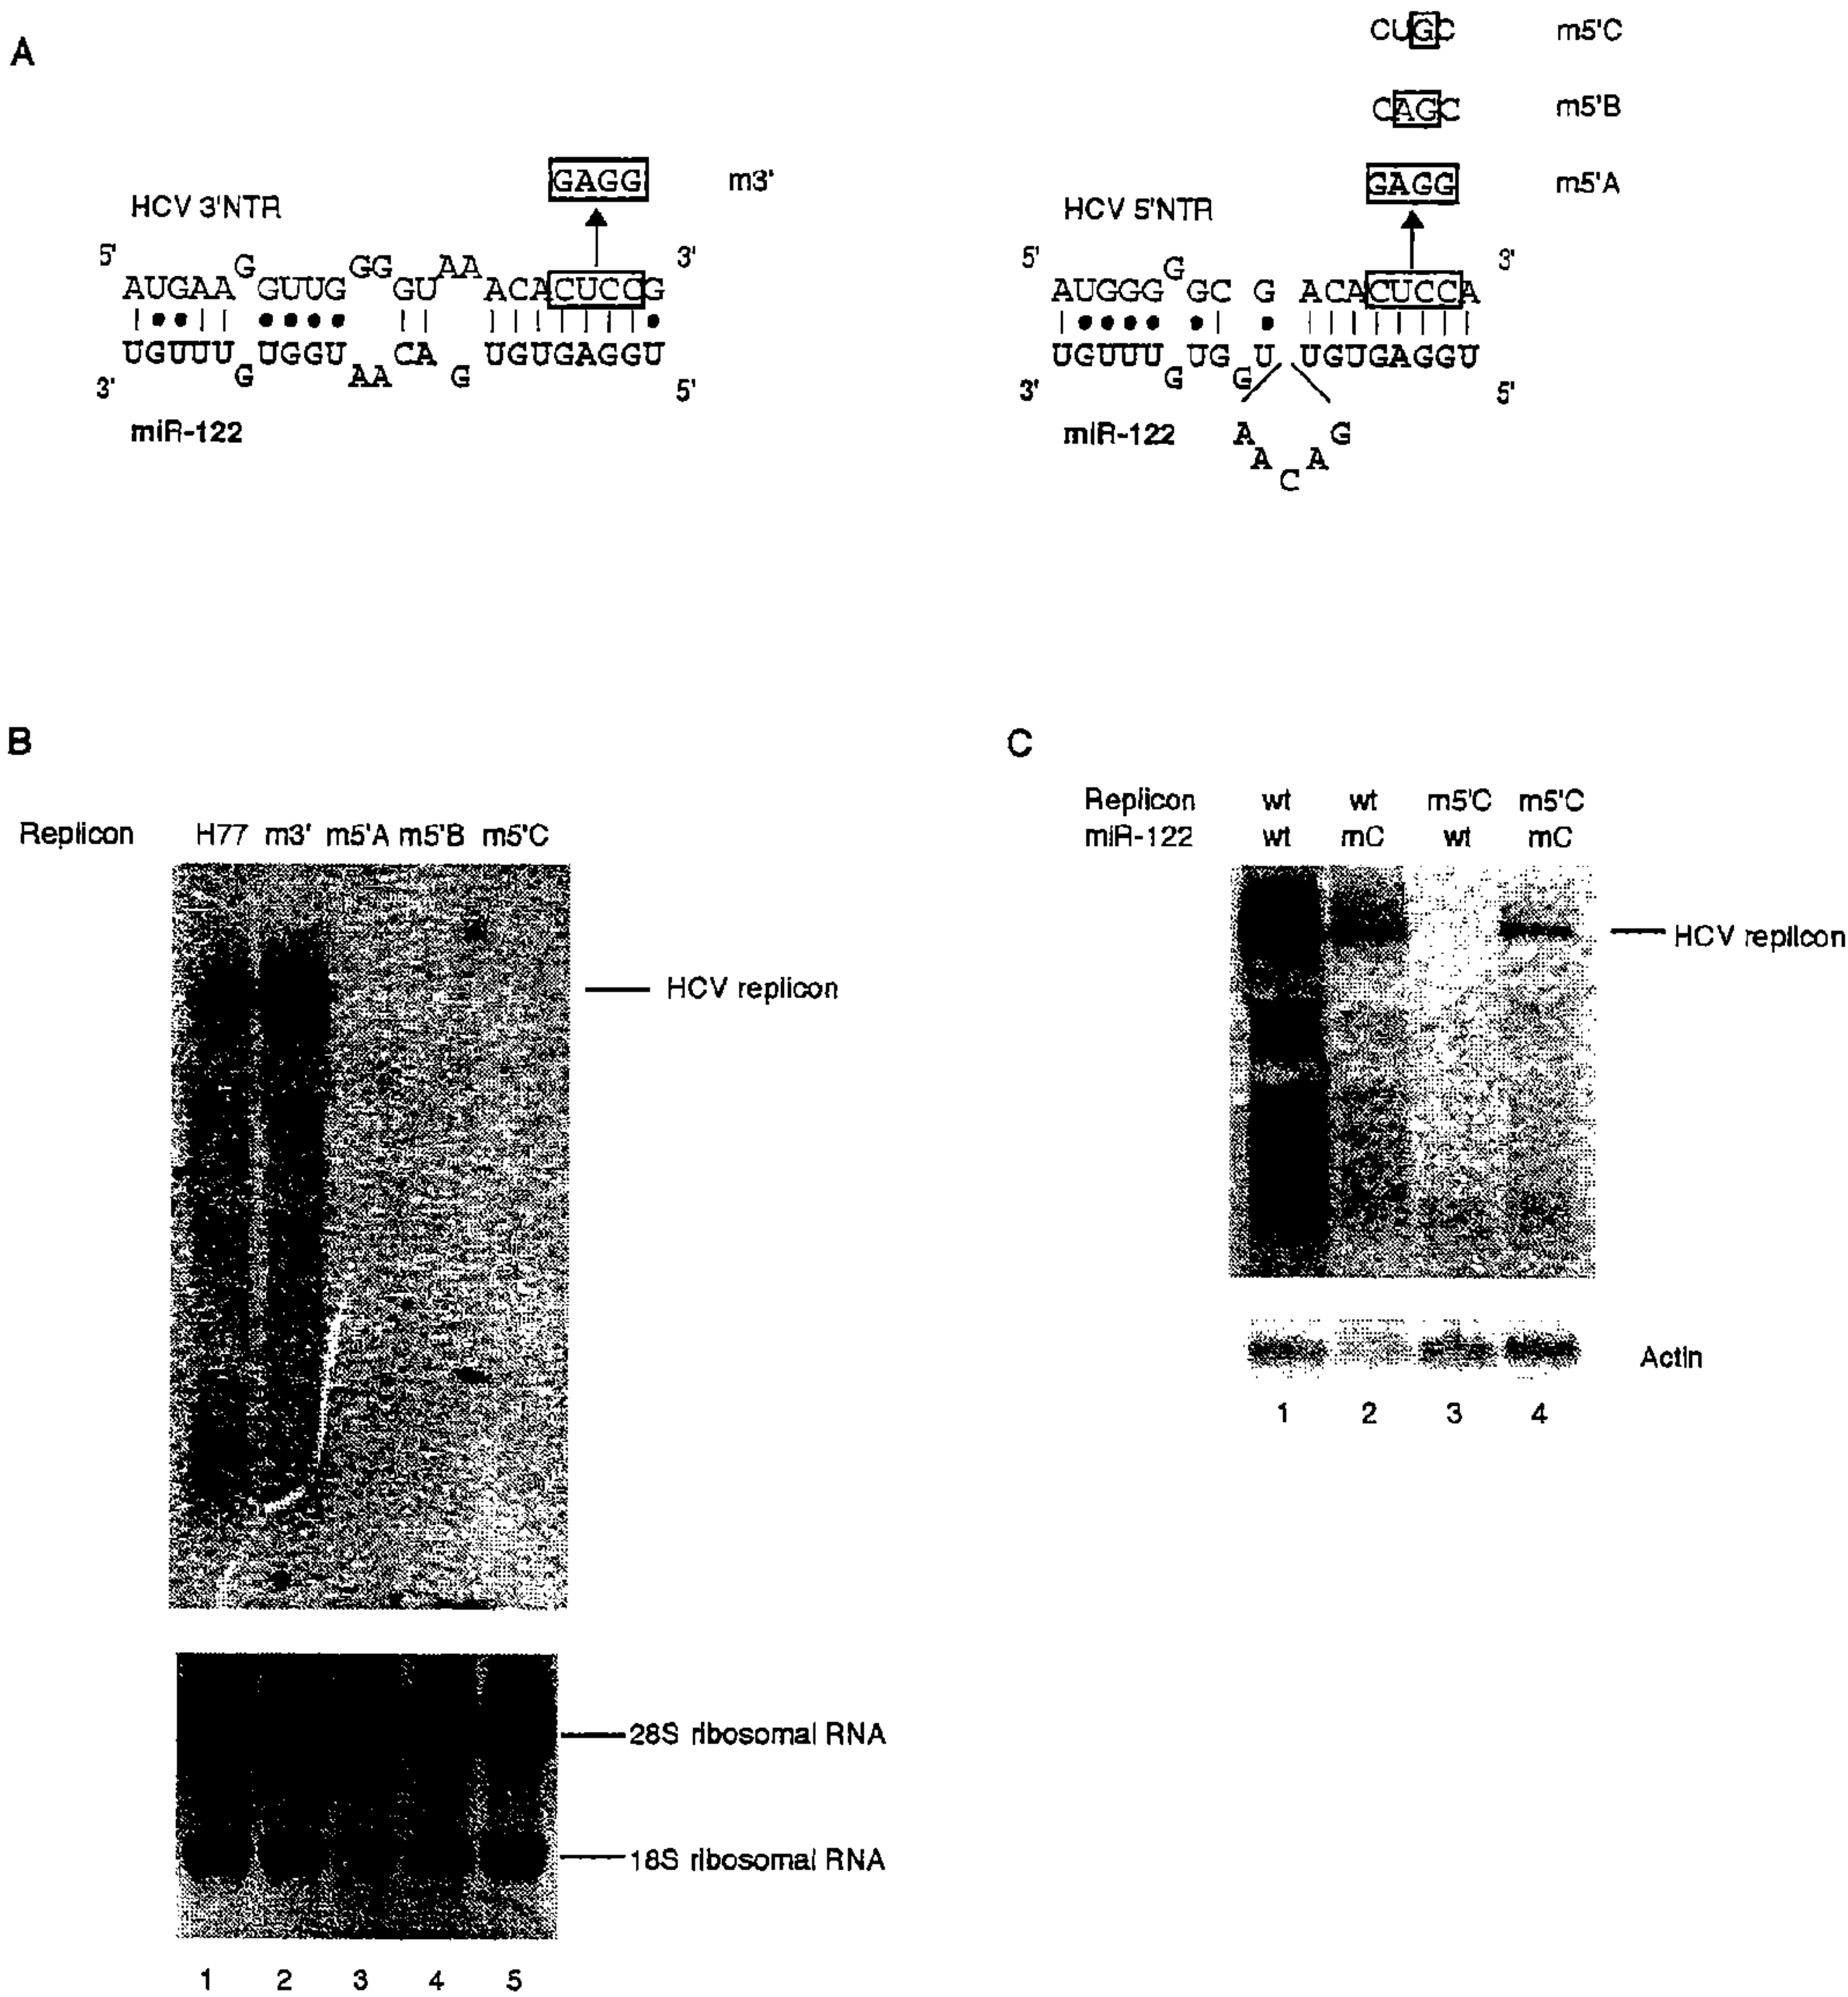 A
CUGC m5'C
CAGC m5'B
GAGG m3'
GAGG m5'A
HCV 3'NTR
HCV 5'NTR
5' AUGAA G GUUG GG GU AA ACACUCCG 3'
3' UGUUU G UGGU AA CA G UGUGAGGU 5'
miR-122
5' AUGGG G GC G ACACUCCA 3'
3' UGUUU G UG G U UGUGAGGU 5'
miR-122
A A C A G
B
Replicon H77 m3' m5'A m5'B m5'C
HCV replicon
28S ribosomal RNA
18S ribosomal RNA
1 2 3 4 5
C
Replicon wt wt m5'C m5'C
miR-122 wt mC wt mC
HCV replicon
Actin
1 2 3 4